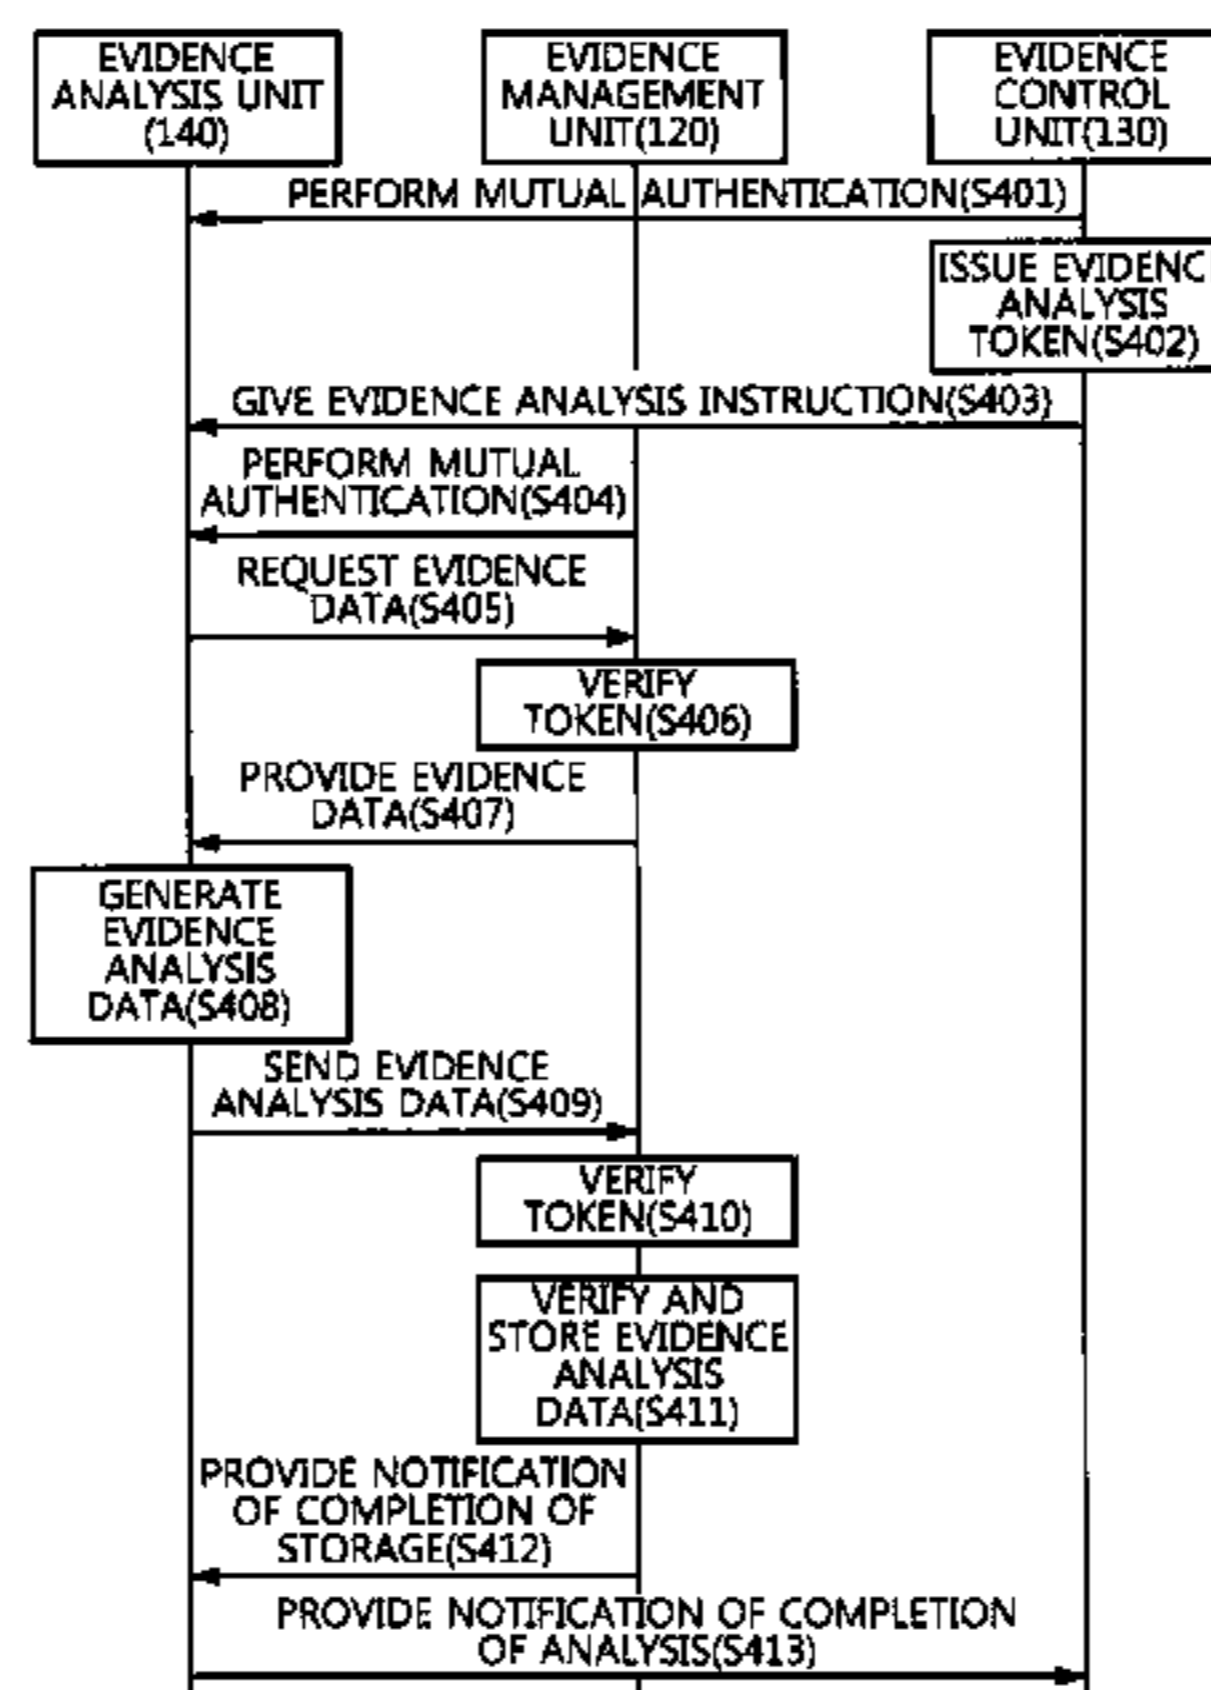 EVIDENCE
ANALYSIS UNIT
(140)
EVIDENCE
MANAGEMENT
UNIT(120)
EVIDENCE
CONTROL
UNIT(130)
PERFORM MUTUAL AUTHENTICATION(S401)
ISSUE EVIDENC
ANALYSIS
TOKEN(S402)
GIVE EVIDENCE ANALYSIS INSTRUCTION(S403)
PERFORM MUTUAL
AUTHENTICATION(S404)
REQUEST EVIDENCE
DATA(S405)
VERIFY
TOKEN(S406)
PROVIDE EVIDENCE
DATA(S407)
GENERATE
EVIDENCE
ANALYSIS
DATA(S408)
SEND EVIDENCE
ANALYSIS DATA(S409)
VERIFY
TOKEN(S410)
VERIFY AND
STORE EVIDENCE
ANALYSIS
DATA(S411)
PROVIDE NOTIFICATION
OF COMPLETION OF
STORAGE(S412)
PROVIDE NOTIFICATION OF COMPLETION
OF ANALYSIS(S413)